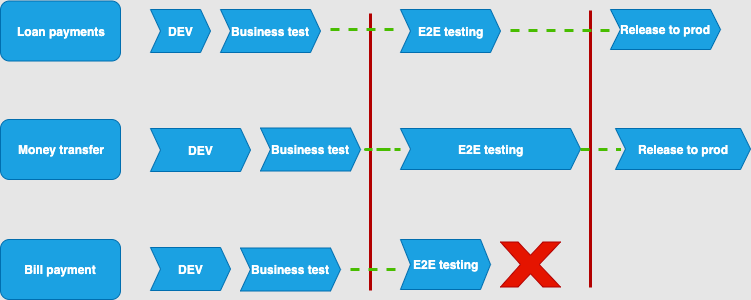 Loan payments
DEV
Business test
E2E testing
Release to prod
Money transfer
DEV
Business test
E2E testing
Release to prod
Bill payment
DEV
Business test
E2E testing